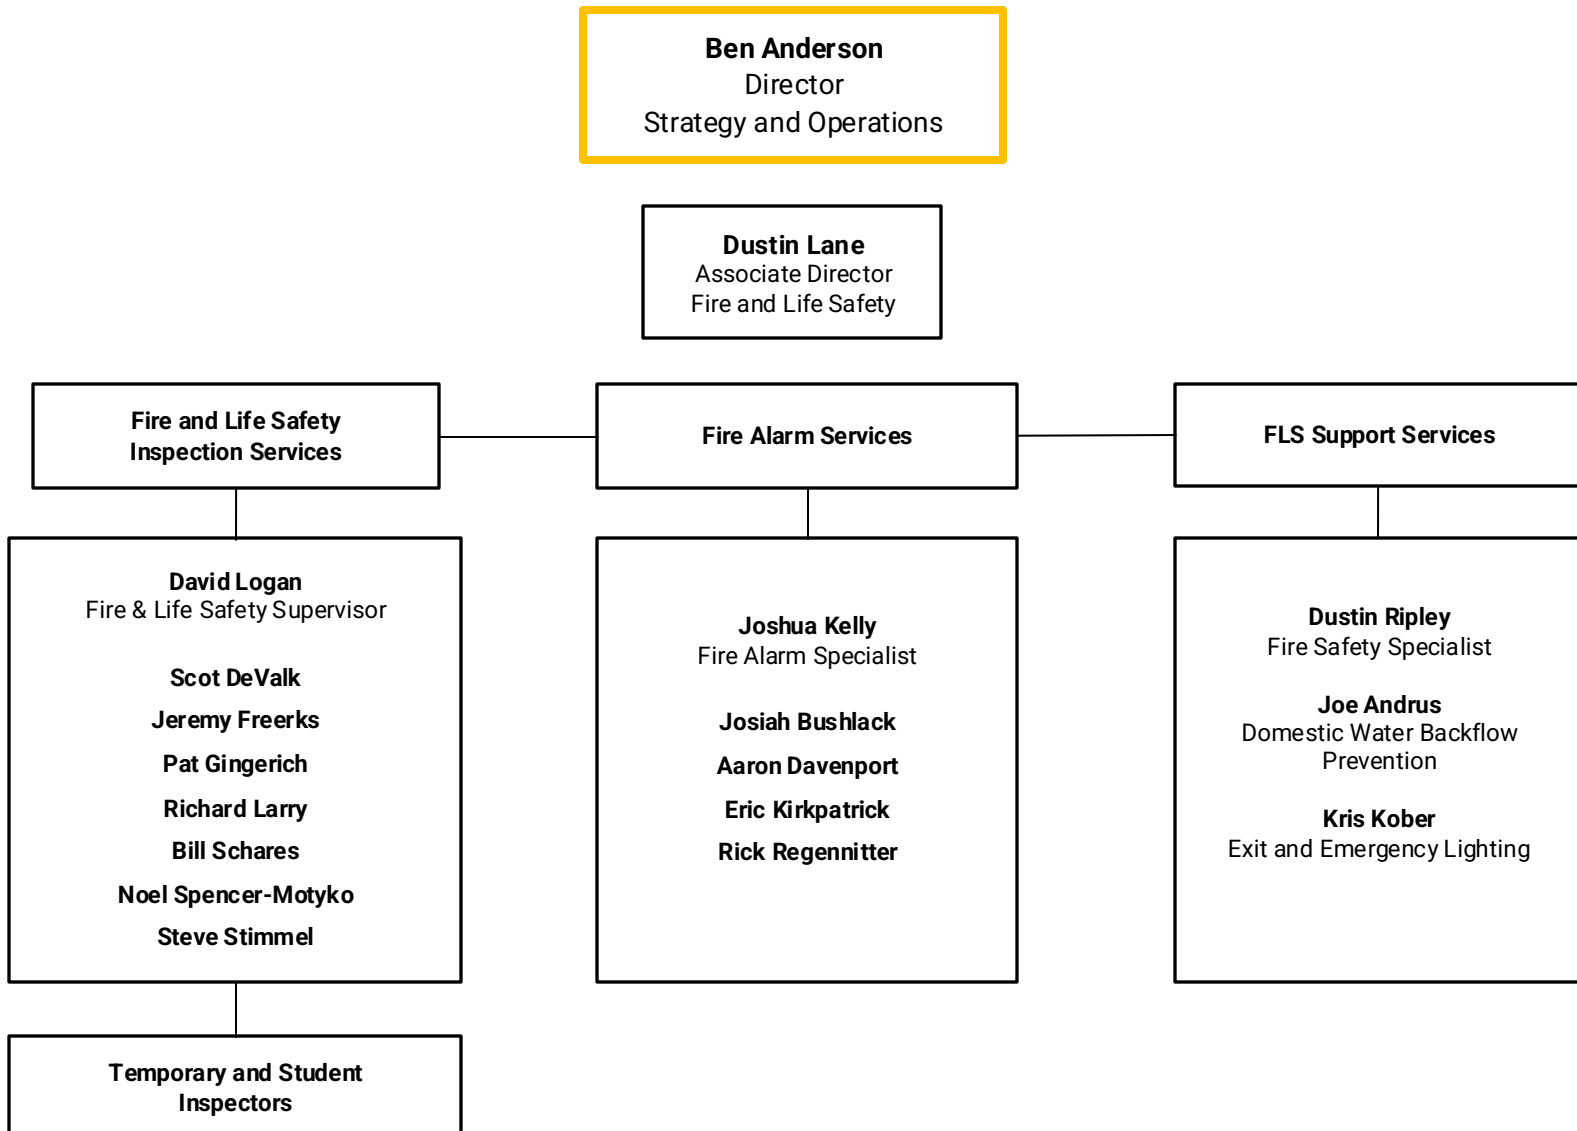 Ben Anderson
Director
Strategy and Operations
Dustin Lane
Associate Director
Fire and Life Safety
Fire and Life Safety
Inspection Services
Fire Alarm Services
FLS Support Services
David Logan
Fire & Life Safety Supervisor
Scot DeValk
Jeremy Freerks
Pat Gingerich
Richard Larry
Bill Schares
Noel Spencer-Motyko
Steve Stimmel
Joshua Kelly
Fire Alarm Specialist
Josiah Bushlack
Aaron Davenport
Eric Kirkpatrick
Rick Regennitter
Dustin Ripley
Fire Safety Specialist
Joe Andrus
Domestic Water Backflow
Prevention
Kris Kober
Exit and Emergency Lighting
Temporary and Student
Inspectors